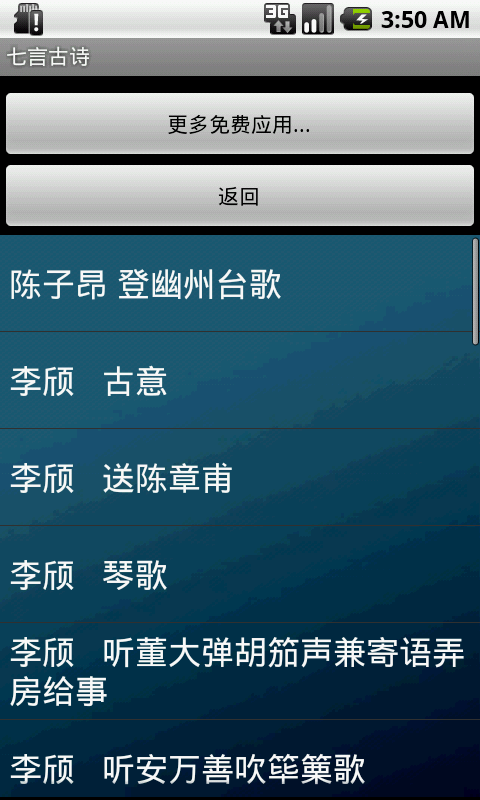 3G 3:50 AM
七言古诗
更多免费应用...
返回
陈子昂 登幽州台歌
李颀 古意
李颀 送陈章甫
李颀 琴歌
李颀 听董大弹胡笳声兼寄语弄
房给事
李颀 听安万善吹筚篥歌